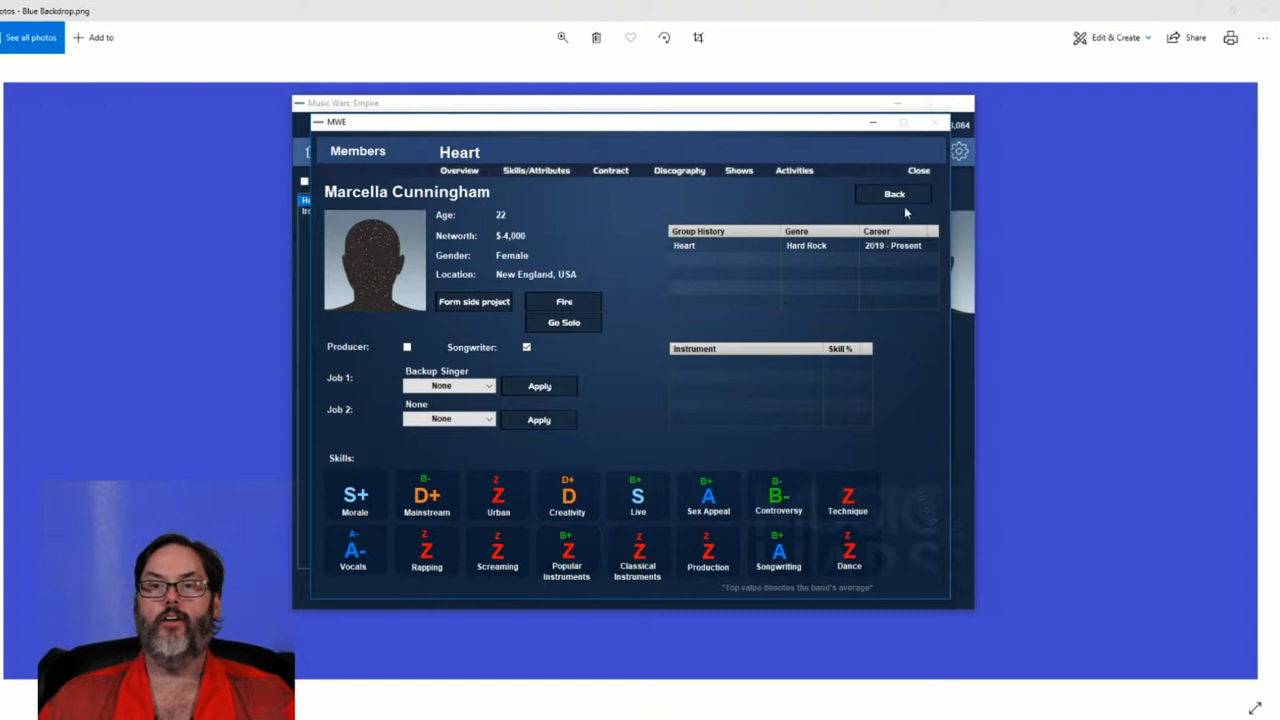 otos - Blue Backdrop.png
See all photos
Add to
Edit & Create
Share
Music Wars: Empire
MWE
,084
Members
Heart
Overview
Skills/Attributes
Contract
Discography
Shows
Activities
Close
Marcella Cunningham
Back
Age:
22
Networth:
$-4,000
Gender:
Female
Location:
New England, USA
Group History
Genre
Career
Heart
Hard Rock
2019 - Present
Form side project
Fire
Go Solo
Producer:
Songwriter:
Instrument
Skill %
Job 1:
Backup Singer
None
Apply
Job 2:
None
None
Apply
Skills:
S+
Morale
B-
D+
Mainstream
Z
Z
Urban
D+
D
Creativity
B+
S
Live
B+
A
Sex Appeal
B-
B-
Controversy
Z
Technique
A-
A-
Vocals
Z
Z
Rapping
Z
Z
Screaming
B+
Z
Popular
Instruments
Z
Z
Classical
Instruments
Z
Z
Production
B+
A
Songwriting
Z
Z
Dance
"Top value denotes the band's average"